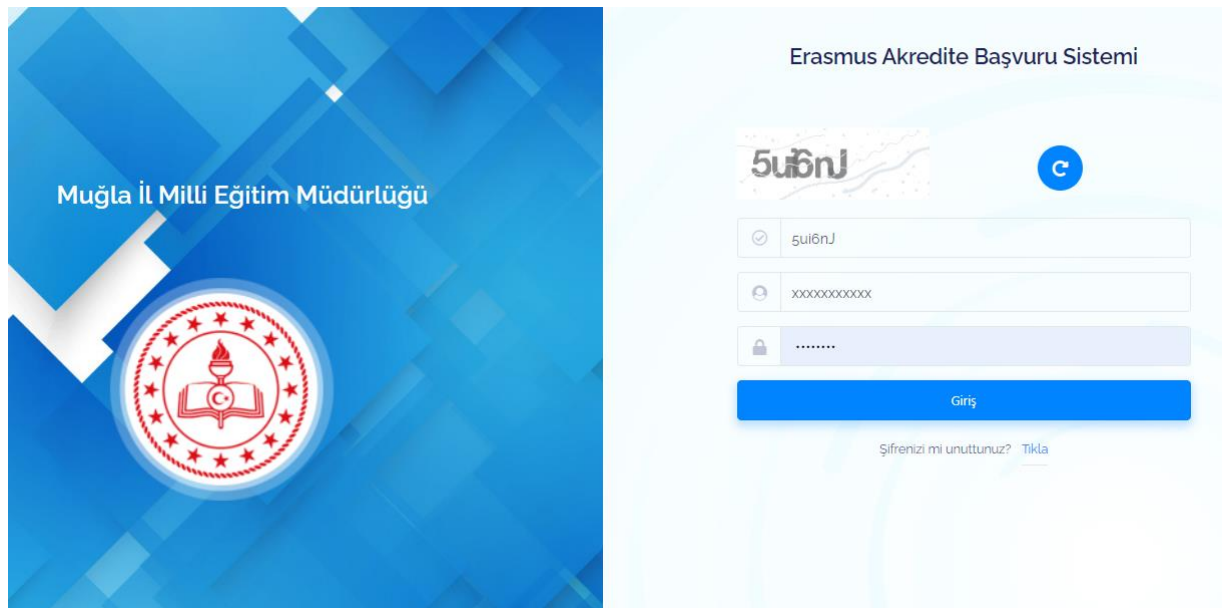 Muğla İl Milli Eğitim Müdürlüğü
Erasmus Akredite Başvuru Sistemi
5ui6nJ
5ui6nJ
xxxxxxxxxxx
········
Giriş
Şifrenizi mi unuttunuz? Tıkla